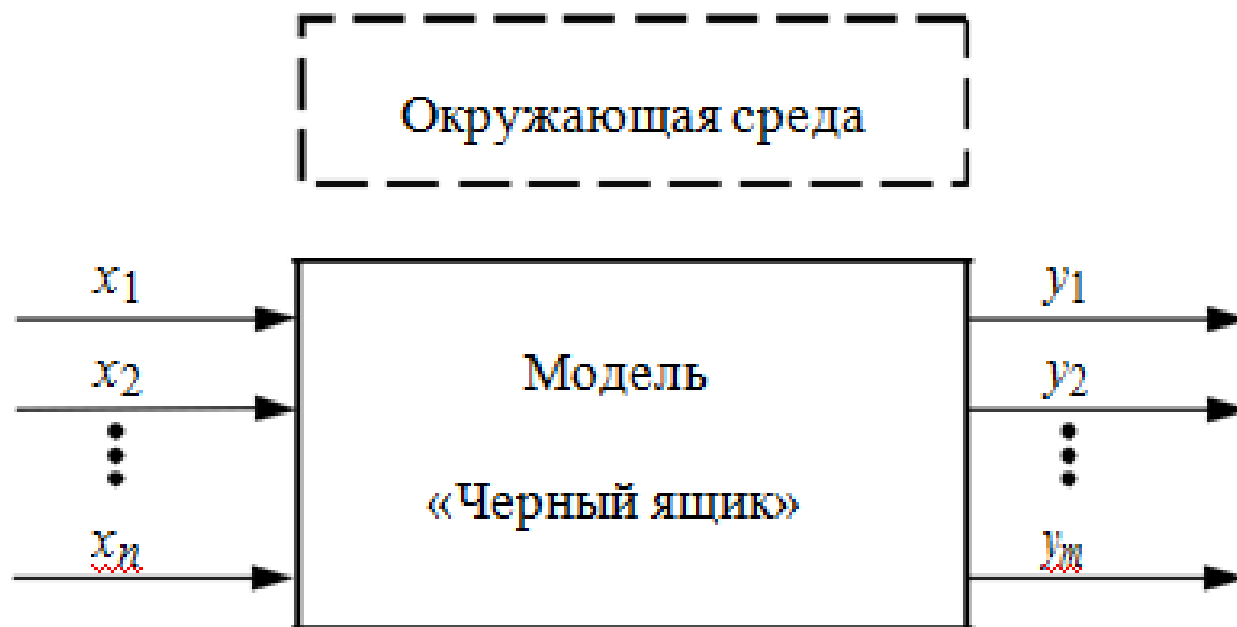 Окружающая среда
x1
y1
Модель
x2
y2
«Черный ящик»
xn
ym